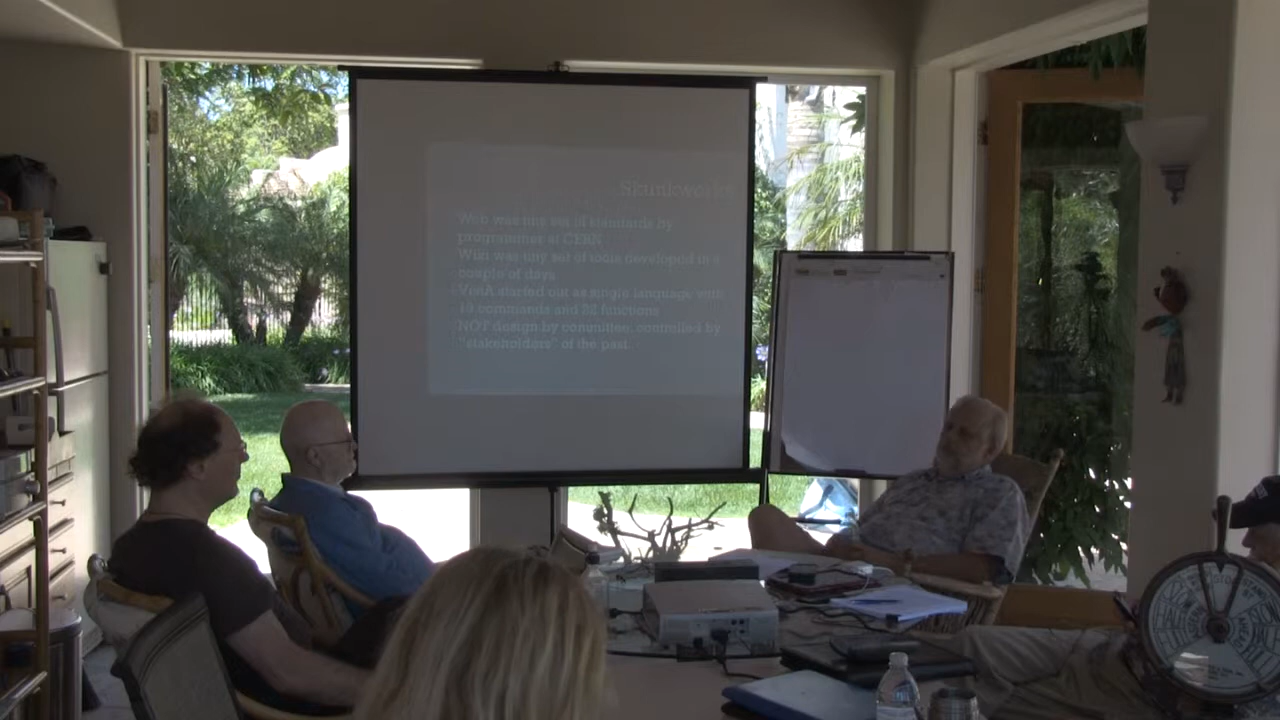 Skunkworks
Web was tiny set of standards by
programmer at CERN
Wiki was tiny set of tools developed in a
couple of days
VistA started out as single language with
19 commands and 22 functions
NOT design by committee, controlled by
"stakeholders" of the past.